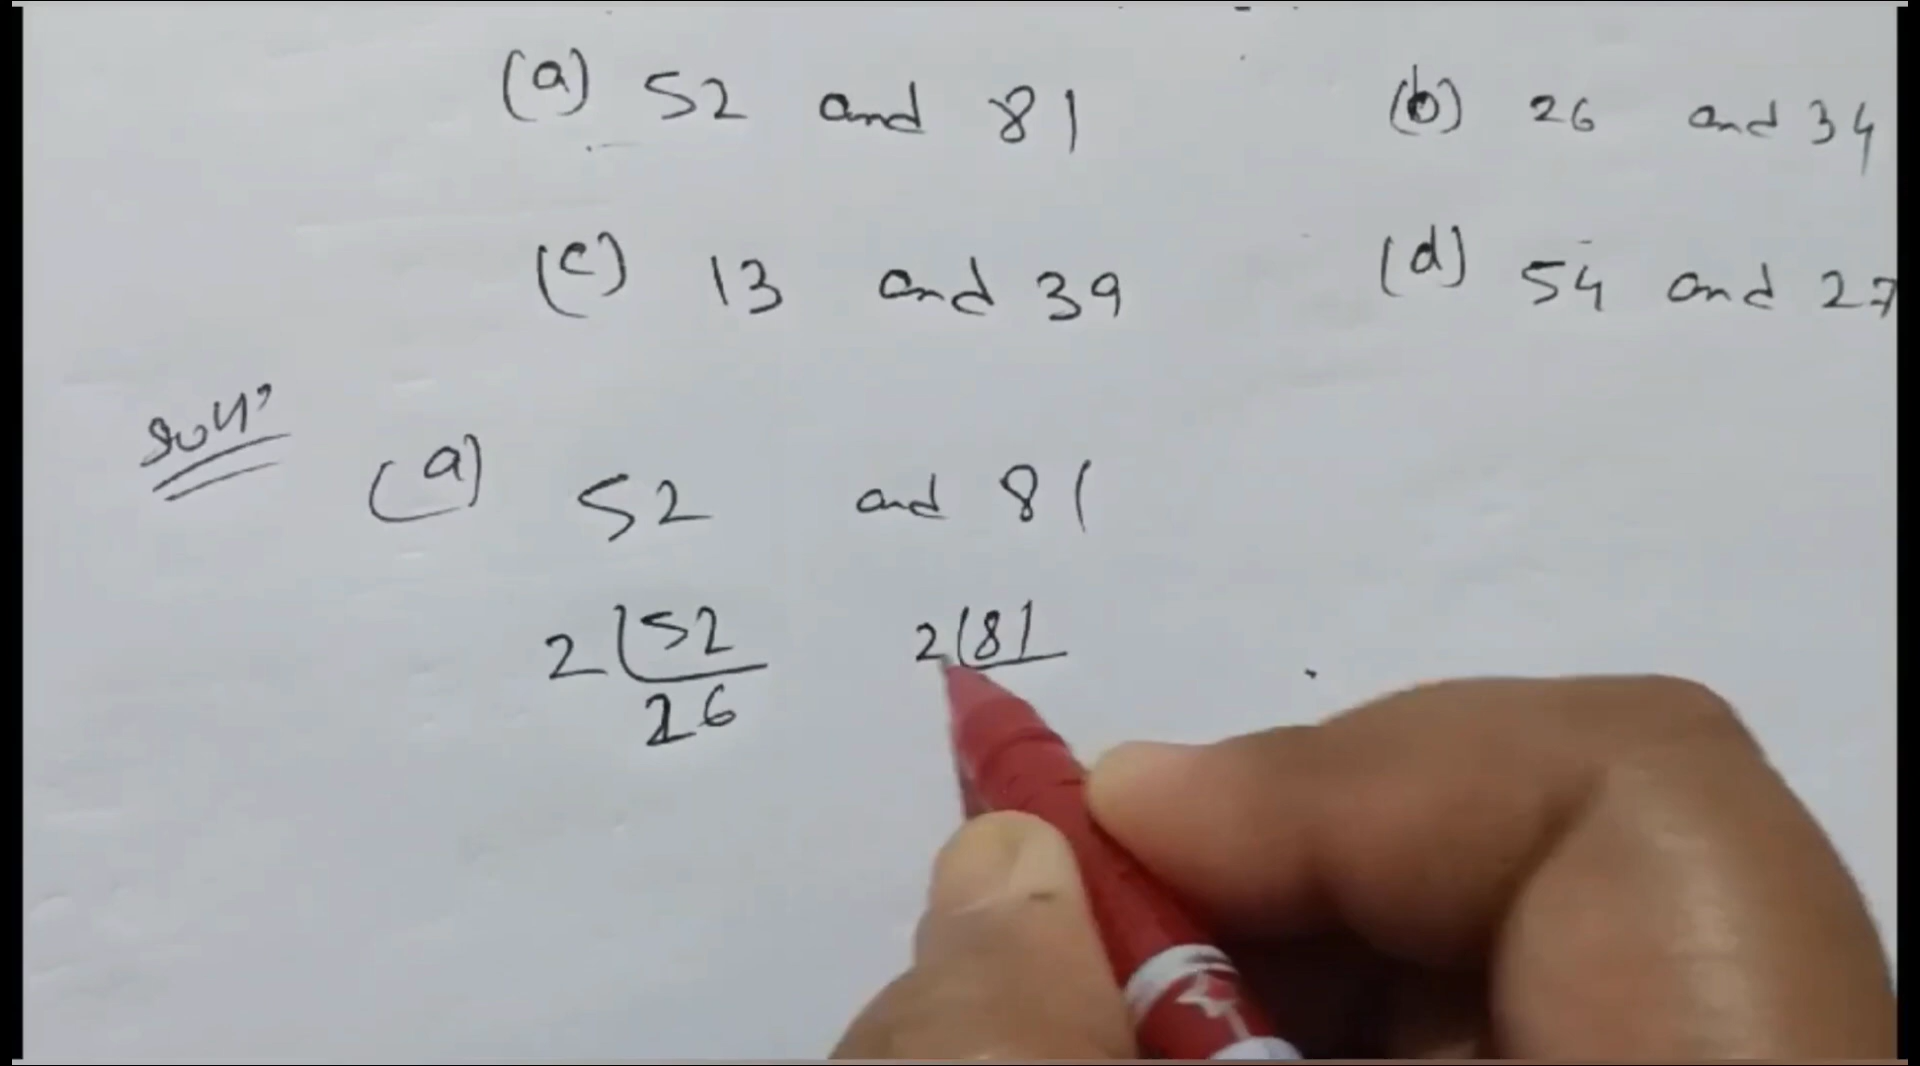 (a) 52 and 81 (b) 26 and 34
(c) 13 and 39 (d) 54 and 27
Soln
(a) 52 and 81
2 52 2 81
26